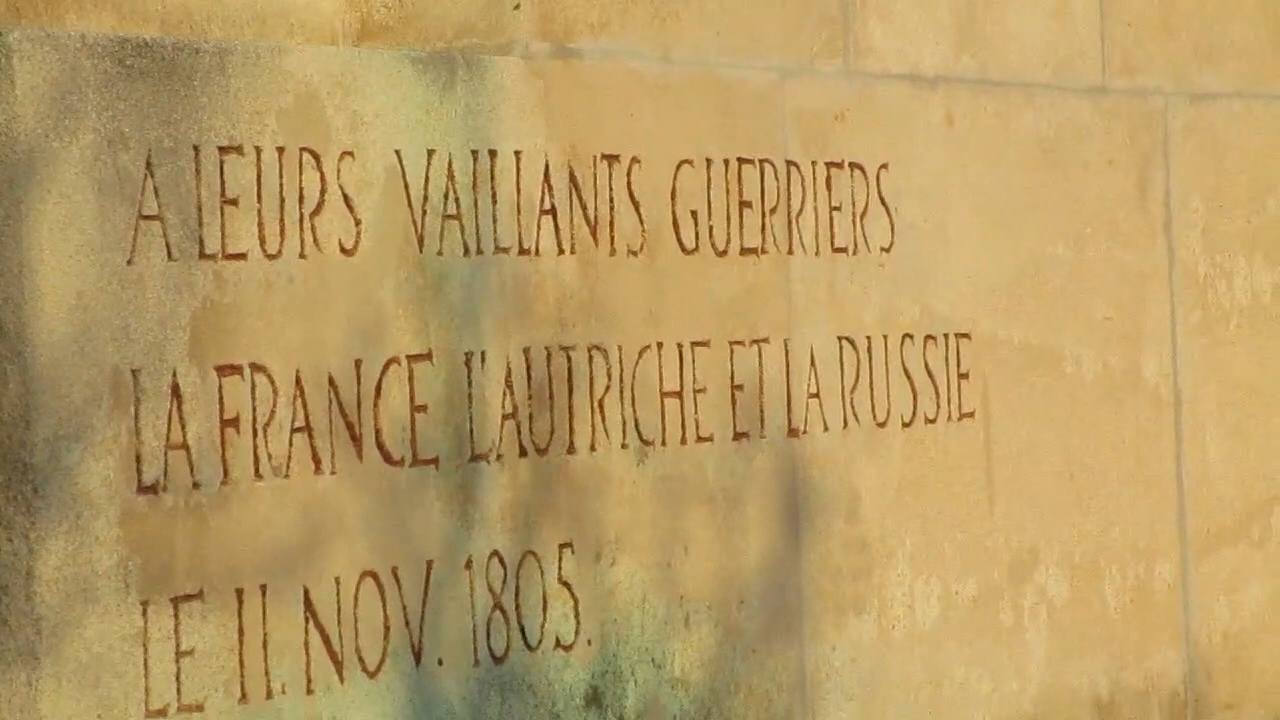 A LEURS VAILLANTS GUERRIERS
LA FRANCE L'AUTRICHE ET LA RUSSIE
LE 11. NOV. 1805.